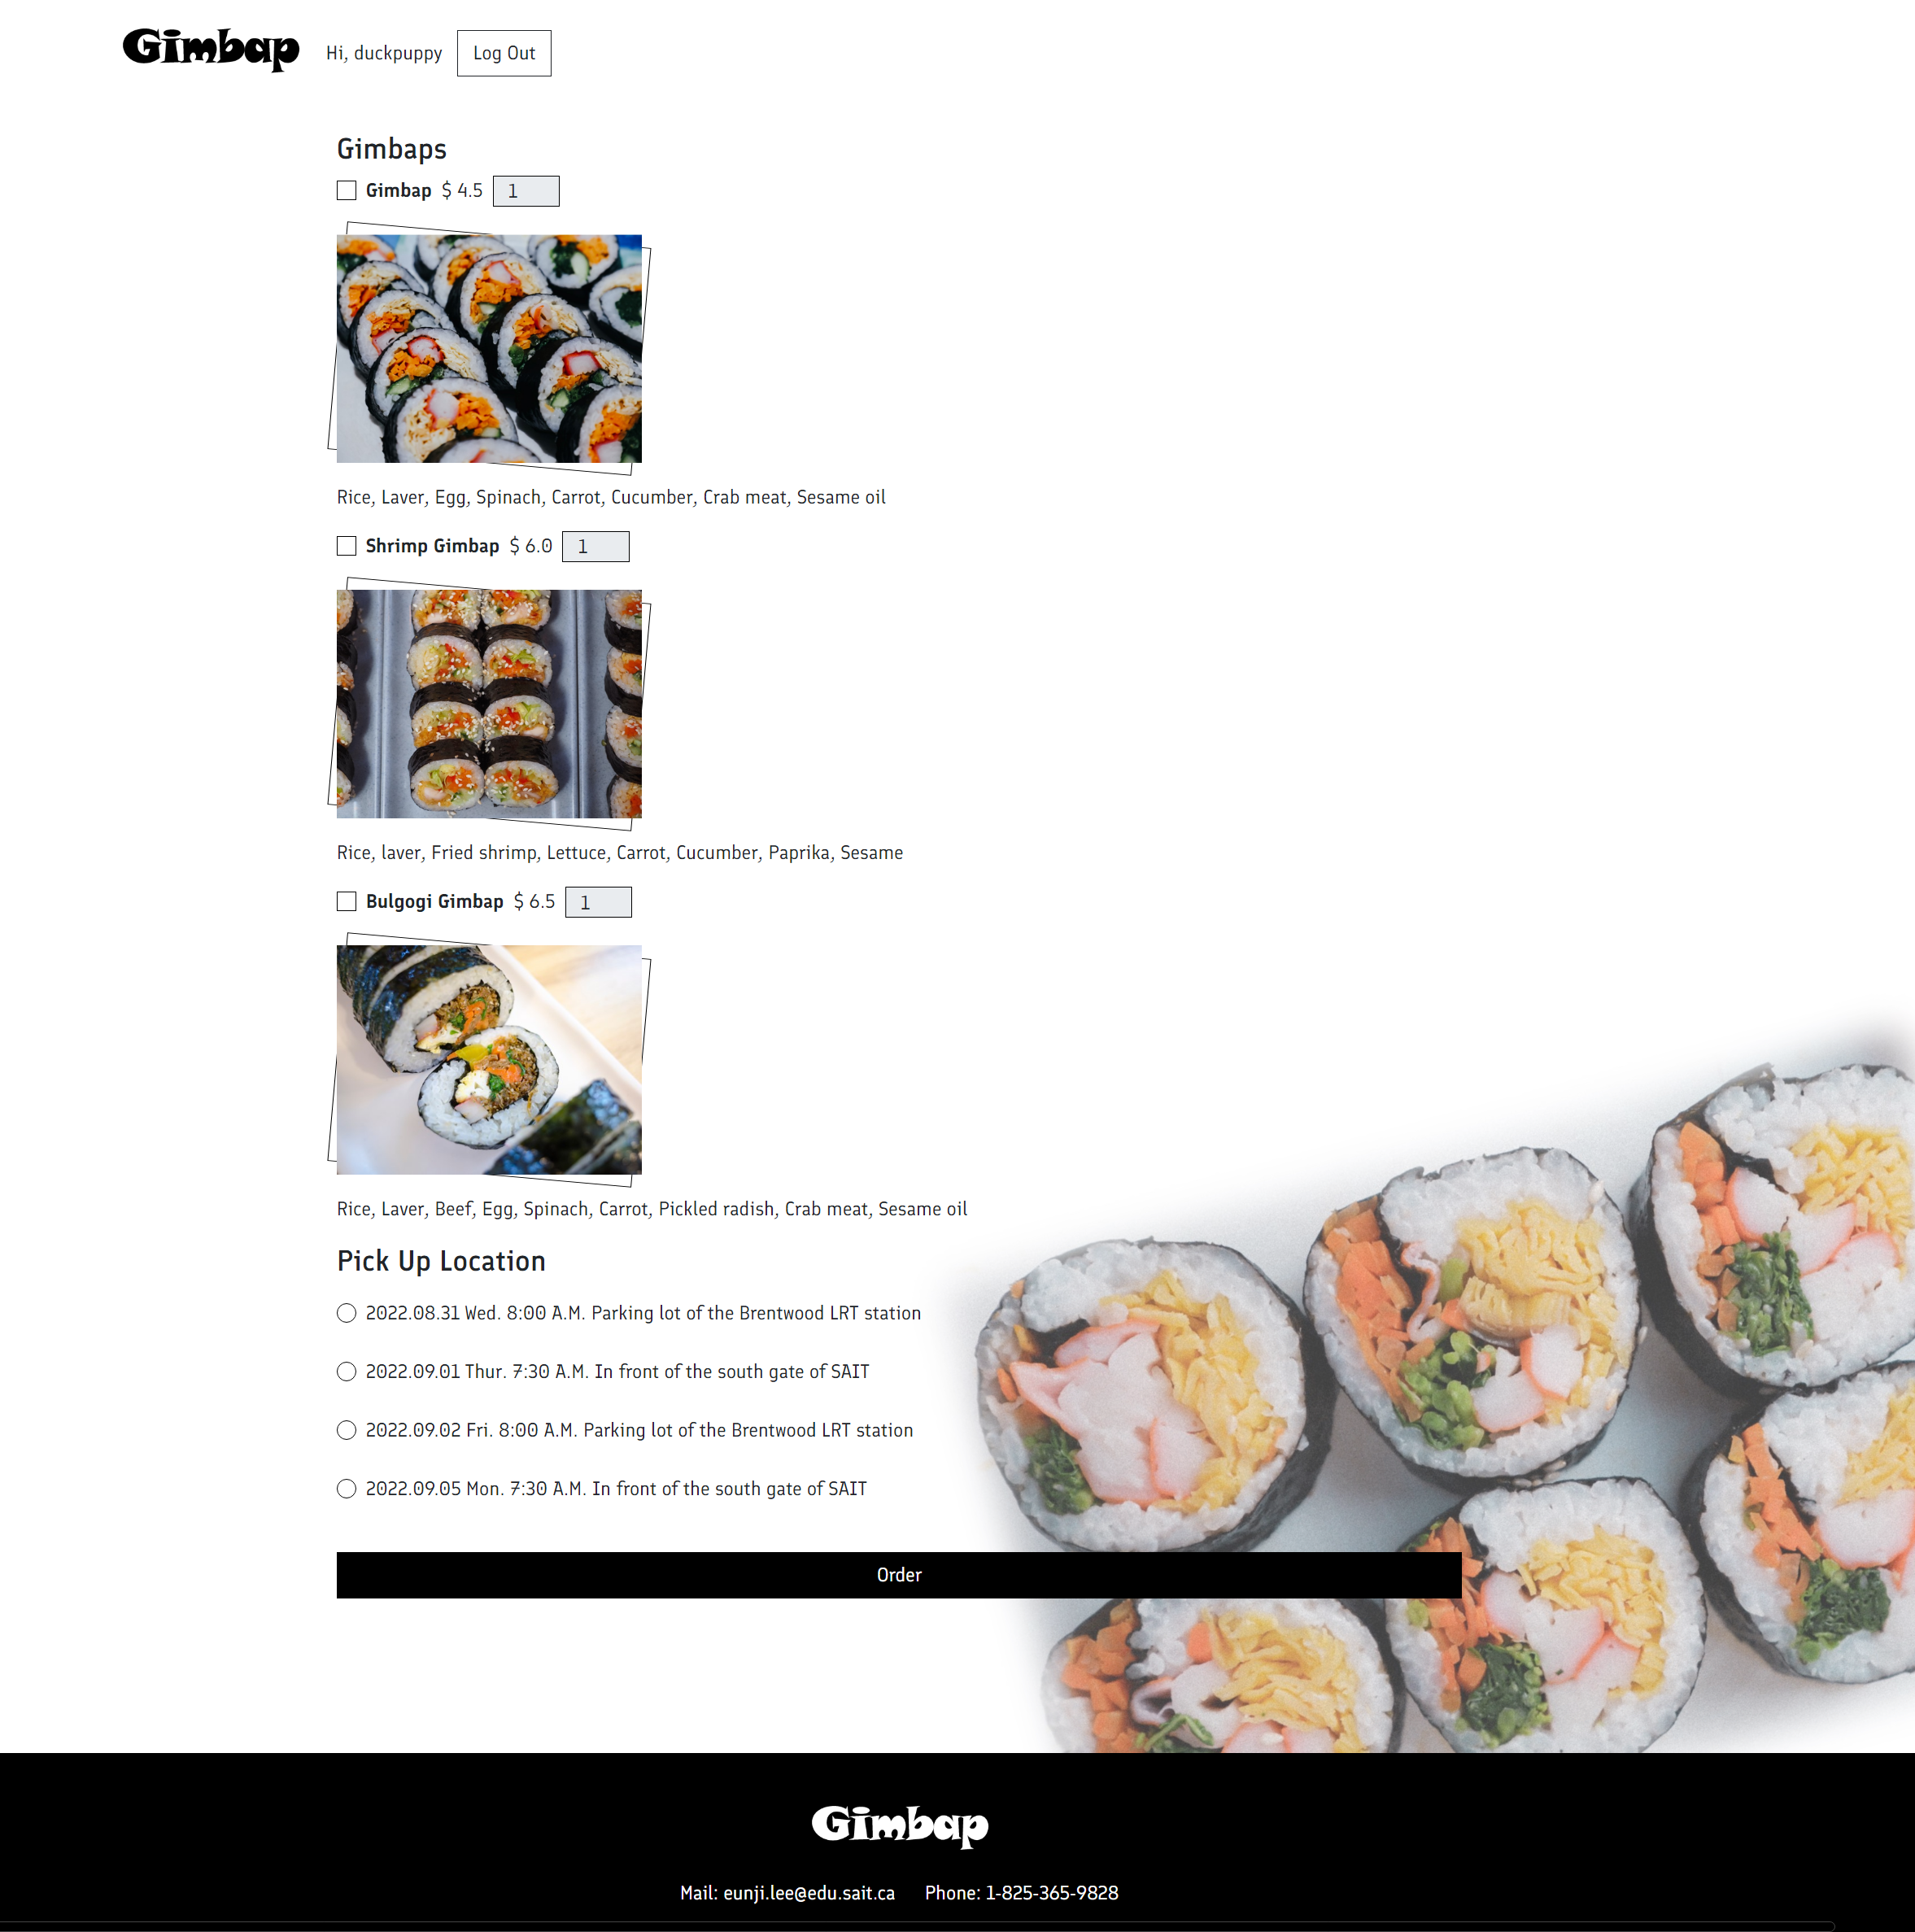 Gimbap Hi, duckpuppy Log Out
Gimbaps
Gimbap $ 4.5 1
Rice, Laver, Egg, Spinach, Carrot, Cucumber, Crab meat, Sesame oil
Shrimp Gimbap $ 6.0 1
Rice, laver, Fried shrimp, Lettuce, Carrot, Cucumber, Paprika, Sesame
Bulgogi Gimbap $ 6.5 1
Rice, Laver, Beef, Egg, Spinach, Carrot, Pickled radish, Crab meat, Sesame oil
Pick Up Location
2022.08.31 Wed. 8:00 A.M. Parking lot of the Brentwood LRT station
2022.09.01 Thur. 7:30 A.M. In front of the south gate of SAIT
2022.09.02 Fri. 8:00 A.M. Parking lot of the Brentwood LRT station
2022.09.05 Mon. 7:30 A.M. In front of the south gate of SAIT
Order
Gimbap
Mail: eunji.lee@edu.sait.ca Phone: 1-825-365-9828